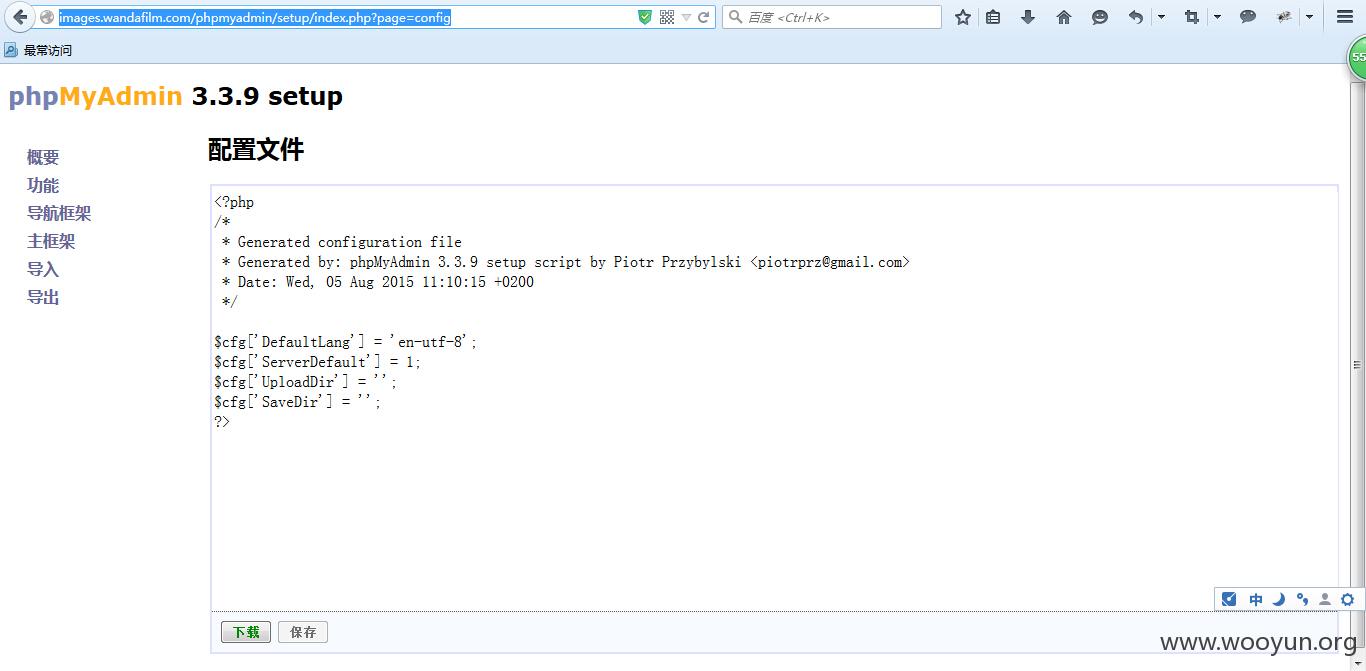 images.wandafilm.com/phpmyadmin/setup/index.php?page=config
百度 <Ctrl+K>
最常访问
55
phpMyAdmin 3.3.9 setup
概要
功能
导航框架
主框架
导入
导出
配置文件
<?php
/*
* Generated configuration file
* Generated by: phpMyAdmin 3.3.9 setup script by Piotr Przybylski <piotrprz@gmail.com>
* Date: Wed, 05 Aug 2015 11:10:15 +0200
*/
$cfg['DefaultLang'] = 'en-utf-8';
$cfg['ServerDefault'] = 1;
$cfg['UploadDir'] = '';
$cfg['SaveDir'] = '';
?>
下载 保存
中
www.wooyun.org